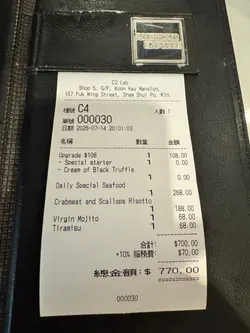 C2 Lab
Shop 5, G/F, Koon Kay Mansion,
157 Fuk Wing Street, Sham Shui Po, Kln.
檯號 C4 人數:
單號 000030
日期 2025-07-14 20:01:03
名稱 數量 金額
Upgrade $108 1 108.00
- Special starter 1 0.00
- Cream of Black Truffle
1 0.00
Daily Special Seafood
1 268.00
Crabmeat and Scallops Risotto
1 188.00
Virgin Mojito 1 68.00
Tiramisu 1 68.00
合計: $700.00
+10% 服務費: $70.00
總金額: $ 770.00
000030